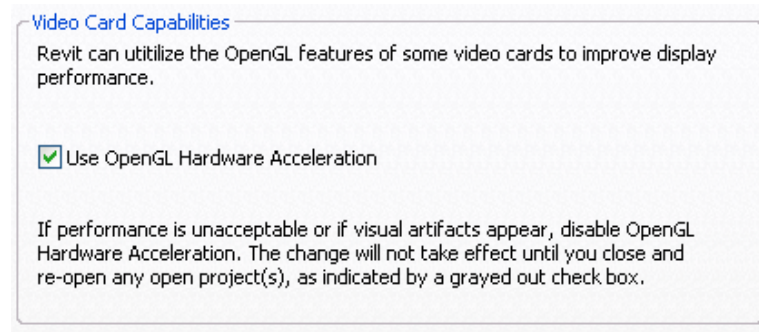 Video Card Capabilities
Revit can utitilize the OpenGL features of some video cards to improve display
performance.
Use OpenGL Hardware Acceleration
If performance is unacceptable or if visual artifacts appear, disable OpenGL
Hardware Acceleration. The change will not take effect until you close and
re-open any open project(s), as indicated by a grayed out check box.